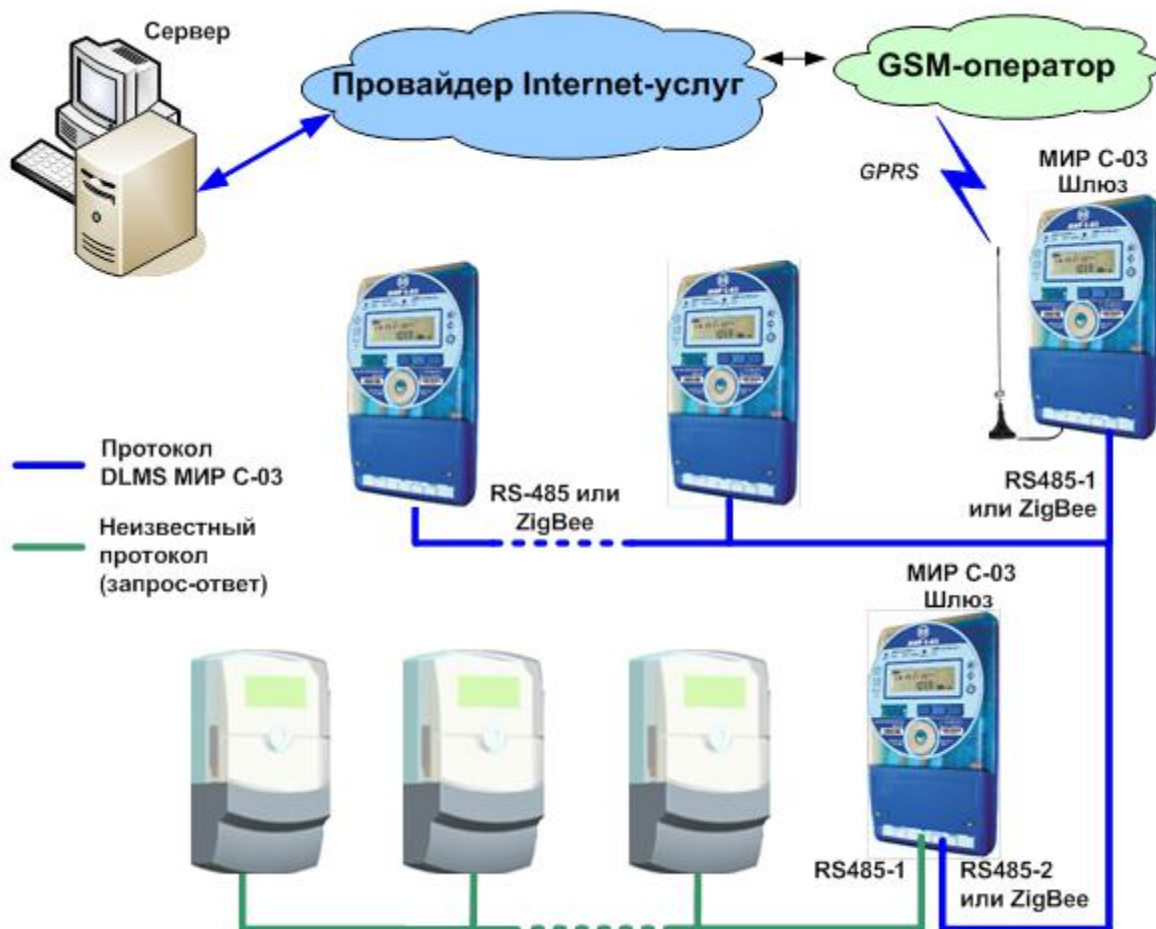 Сервер
Провайдер Internet-услуг
GSM-оператор
GPRS
МИР С-03
Шлюз
Протокол
DLMS МИР С-03
Неизвестный
протокол
(запрос-ответ)
RS-485 или
ZigBee
RS485-1
или ZigBee
МИР С-03
Шлюз
RS485-1
RS485-2
или ZigBee